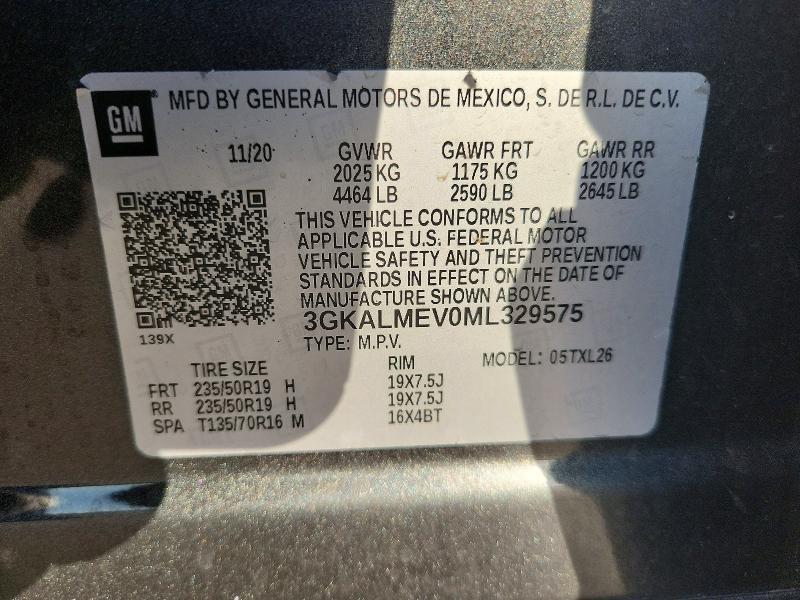 GM® MFD BY GENERAL MOTORS DE MEXICO, S. DE R.L. DE C.V.
11/20 GVWR GAWR FRT GAWR RR
2025 KG 1175 KG 1200 KG
4464 LB 2590 LB 2645 LB
THIS VEHICLE CONFORMS TO ALL
APPLICABLE U.S. FEDERAL MOTOR
VEHICLE SAFETY AND THEFT PREVENTION
STANDARDS IN EFFECT ON THE DATE OF
MANUFACTURE SHOWN ABOVE.
3GKALMEV0ML329575
139X
TYPE: M.P.V. MODEL: 05TXL26
TIRE SIZE RIM
FRT 235/50R19 H 19X7.5J
RR 235/50R19 H 19X7.5J
SPA T135/70R16 M 16X4BT